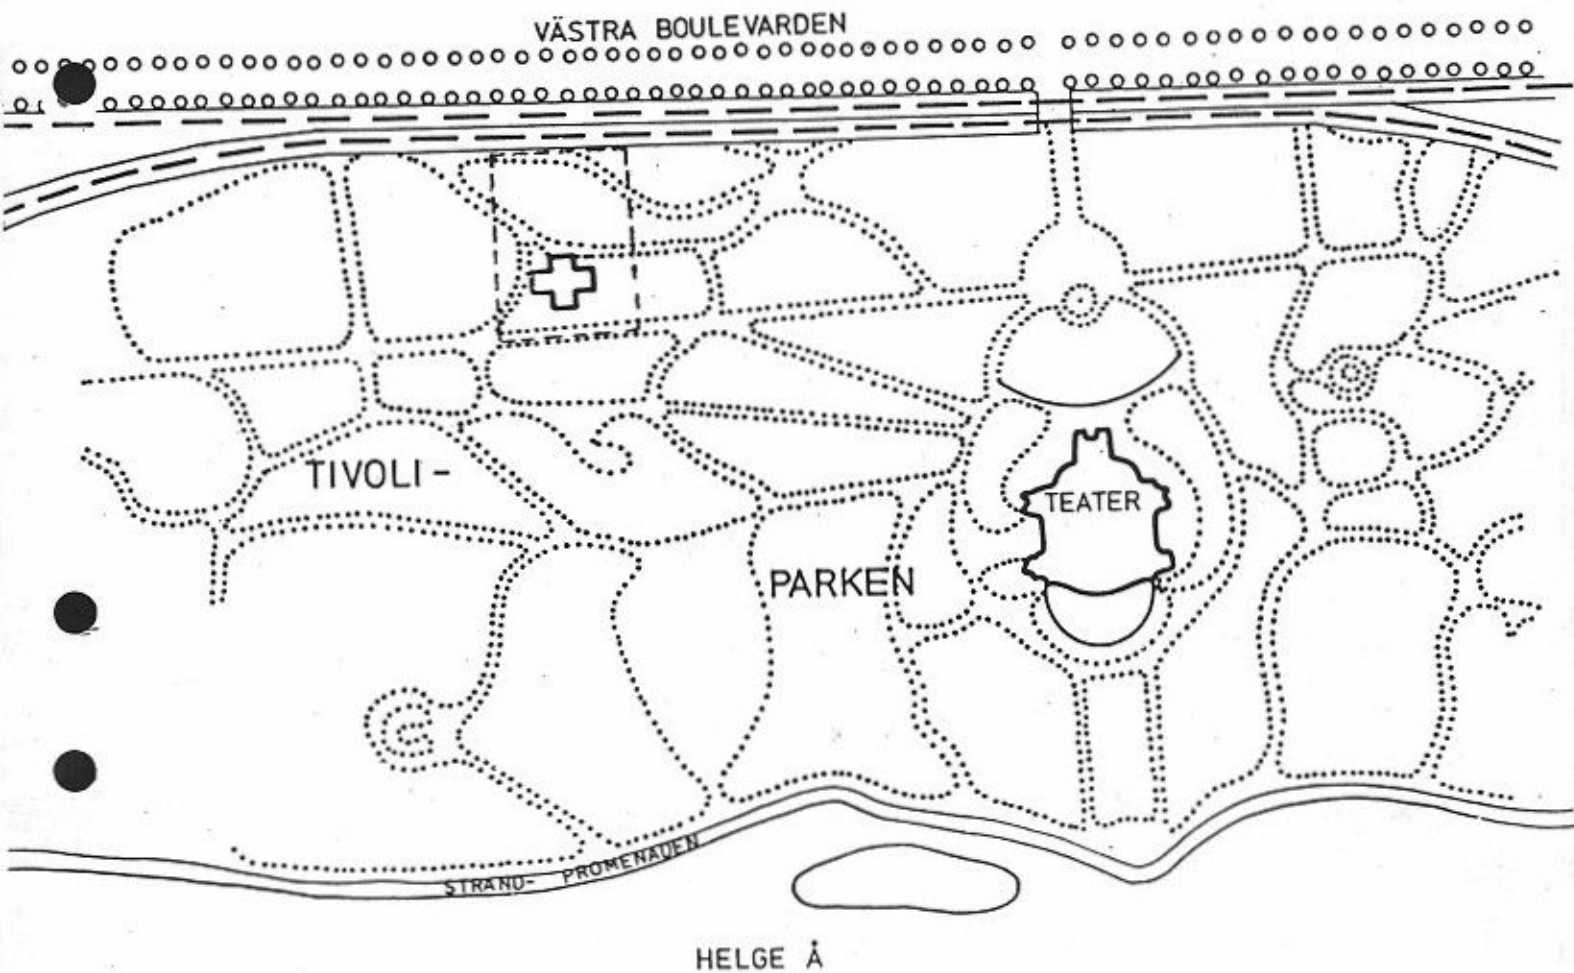 VÄSTRA BOULEVARDEN
TIVOLI-
TEATER
PARKEN
STRAND- PROMENADEN
HELGE Å